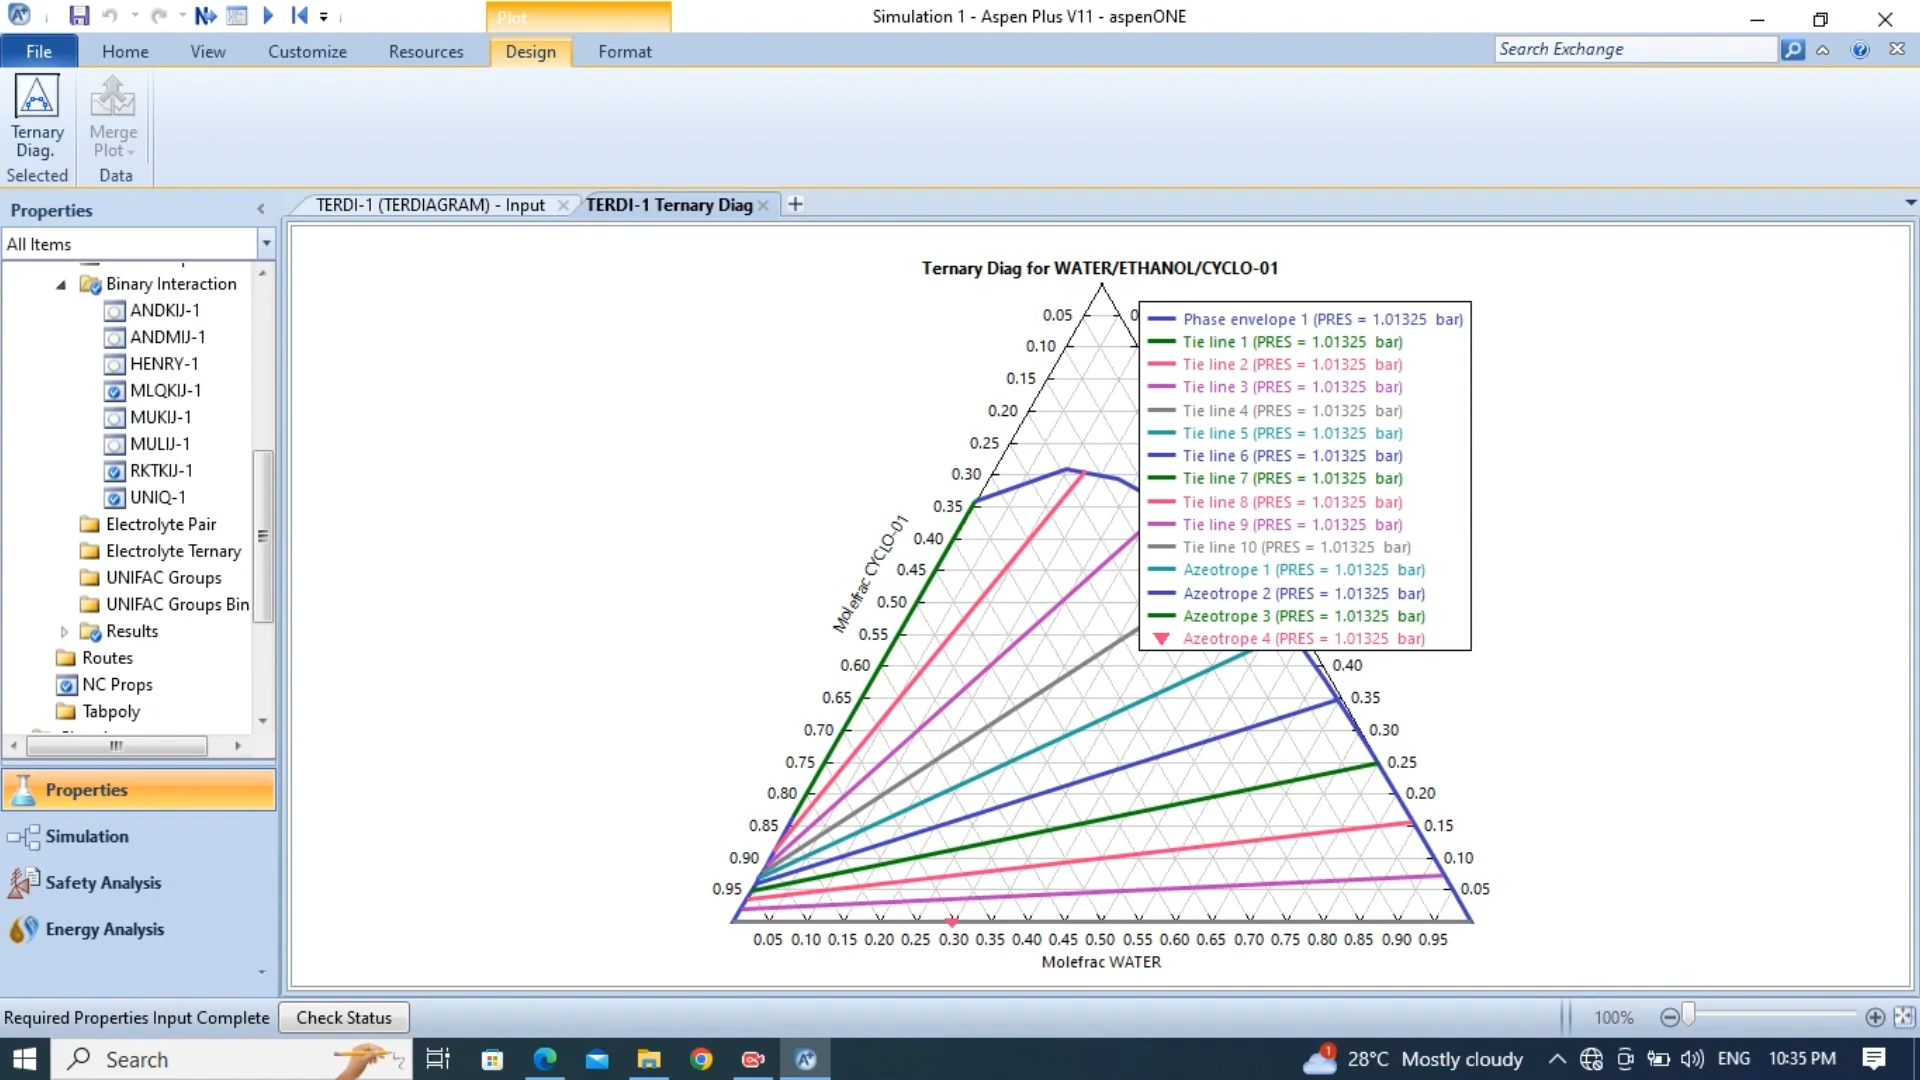 Plot
Simulation 1 - Aspen Plus V11 - aspenONE
File
Home
View
Customize
Resources
Design
Format
Search Exchange
Ternary
Diag.
Merge
Plot
Selected
Data
Properties
All Items
Binary Interaction
ANDKIJ-1
ANDMIJ-1
HENRY-1
MLQKIJ-1
MUKIJ-1
MULIJ-1
RKTKIJ-1
UNIQ-1
Electrolyte Pair
Electrolyte Ternary
UNIFAC Groups
UNIFAC Groups Bin
Results
Routes
NC Props
Tabpoly
Properties
Simulation
Safety Analysis
Energy Analysis
TERDI-1 (TERDIAGRAM) - Input
TERDI-1 Ternary Diag
Ternary Diag for WATER/ETHANOL/CYCLO-01
Phase envelope 1 (PRES = 1.01325 bar)
Tie line 1 (PRES = 1.01325 bar)
Tie line 2 (PRES = 1.01325 bar)
Tie line 3 (PRES = 1.01325 bar)
Tie line 4 (PRES = 1.01325 bar)
Tie line 5 (PRES = 1.01325 bar)
Tie line 6 (PRES = 1.01325 bar)
Tie line 7 (PRES = 1.01325 bar)
Tie line 8 (PRES = 1.01325 bar)
Tie line 9 (PRES = 1.01325 bar)
Tie line 10 (PRES = 1.01325 bar)
Azeotrope 1 (PRES = 1.01325 bar)
Azeotrope 2 (PRES = 1.01325 bar)
Azeotrope 3 (PRES = 1.01325 bar)
Azeotrope 4 (PRES = 1.01325 bar)
0.05
0.10
0.15
0.20
0.25
0.30
0.35
0.40
0.45
0.50
0.55
0.60
0.65
0.70
0.75
0.80
0.85
0.90
0.95
Molefrac CYCLO-01
0.40
0.35
0.30
0.25
0.20
0.15
0.10
0.05
0.05 0.10 0.15 0.20 0.25 0.30 0.35 0.40 0.45 0.50 0.55 0.60 0.65 0.70 0.75 0.80 0.85 0.90 0.95
Molefrac WATER
Required Properties Input Complete
Check Status
100%
Search
1
28°C Mostly cloudy
ENG
10:35 PM